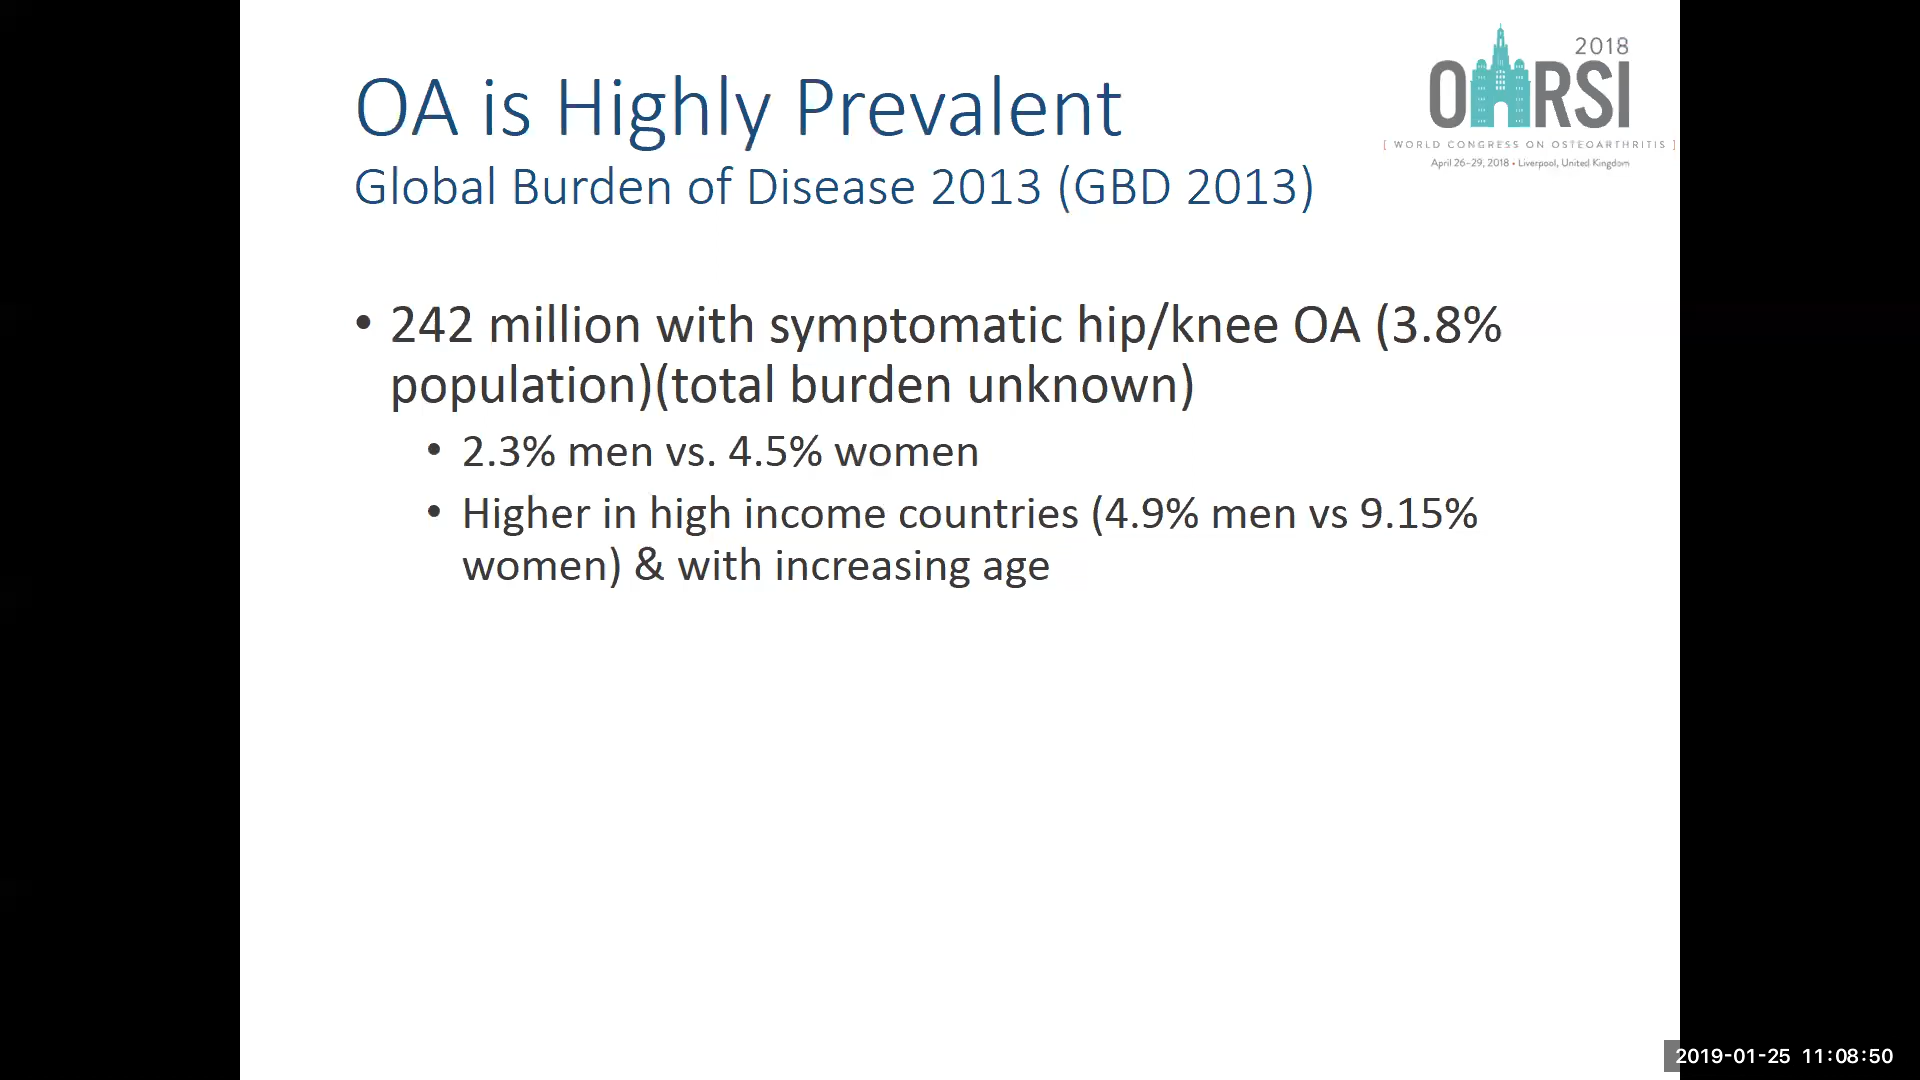 2018
OARSI
[ WORLD CONGRESS ON OSTEOARTHRITIS ]
April 26-29, 2018 • Liverpool, United Kingdom
OA is Highly Prevalent
Global Burden of Disease 2013 (GBD 2013)
• 242 million with symptomatic hip/knee OA (3.8%
population)(total burden unknown)
• 2.3% men vs. 4.5% women
• Higher in high income countries (4.9% men vs 9.15%
women) & with increasing age
2019-01-25 11:08:50